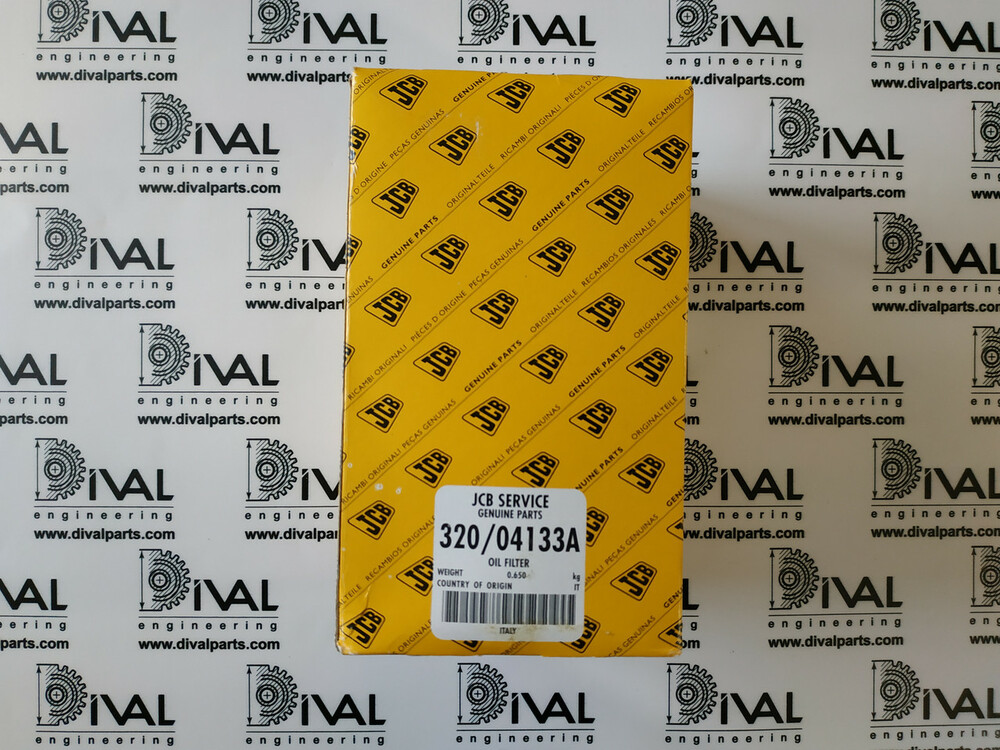 DIVAL
engineering
www.divalparts.com
JCB
GENUINE PARTS
PIÈCES D ORIGINE
PEÇAS GENUINAS
ORIGINALTEILE
RICAMBI ORIGINALI
RECAMBIOS ORIGINALES
JCB SERVICE
GENUINE PARTS
320/04133A
OIL FILTER
WEIGHT 0.650 kg
COUNTRY OF ORIGIN IT
ITALY